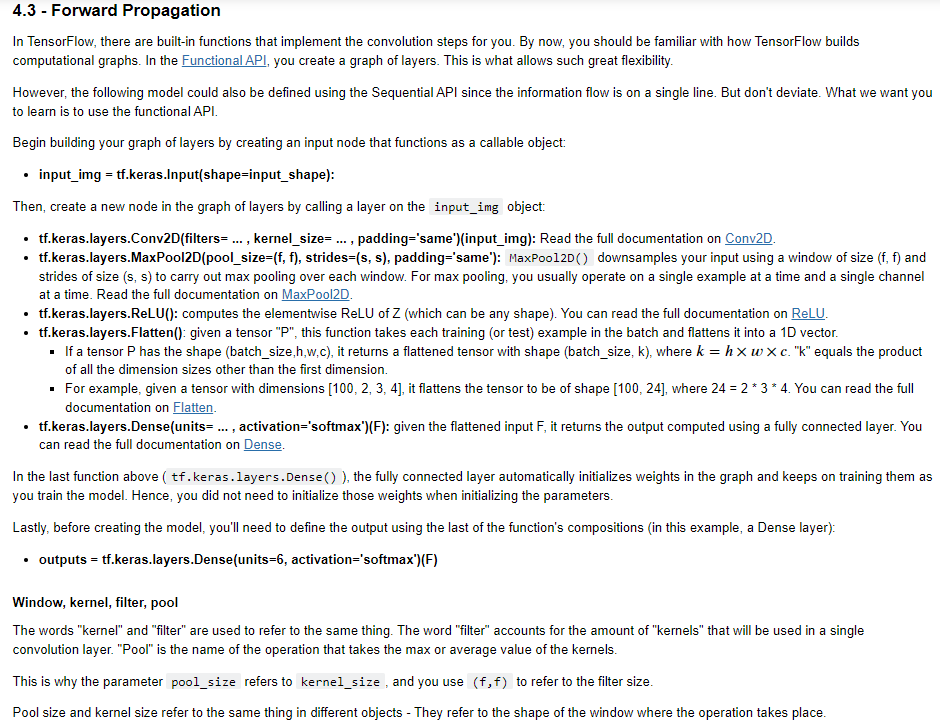 4.3 - Forward Propagation
In TensorFlow, there are built-in functions that implement the convolution steps for you. By now, you should be familiar with how TensorFlow builds
computational graphs. In the Functional API, you create a graph of layers. This is what allows such great flexibility.
However, the following model could also be defined using the Sequential API since the information flow is on a single line. But don't deviate. What we want you
to learn is to use the functional API.
Begin building your graph of layers by creating an input node that functions as a callable object:
• input_img = tf.keras.Input(shape=input_shape):
Then, create a new node in the graph of layers by calling a layer on the input_img object:
• tf.keras.layers.Conv2D(filters= ... , kernel_size= ... , padding='same')(input_img): Read the full documentation on Conv2D.
• tf.keras.layers.MaxPool2D(pool_size=(f, f), strides=(s, s), padding='same'): MaxPool2D() downsamples your input using a window of size (f, f) and
strides of size (s, s) to carry out max pooling over each window. For max pooling, you usually operate on a single example at a time and a single channel
at a time. Read the full documentation on MaxPool2D.
• tf.keras.layers.ReLU(): computes the elementwise ReLU of Z (which can be any shape). You can read the full documentation on ReLU.
• tf.keras.layers.Flatten(): given a tensor "P", this function takes each training (or test) example in the batch and flattens it into a 1D vector.
▪ If a tensor P has the shape (batch_size,h,w,c), it returns a flattened tensor with shape (batch_size, k), where k = h × w × c. "k" equals the product
of all the dimension sizes other than the first dimension.
▪ For example, given a tensor with dimensions [100, 2, 3, 4], it flattens the tensor to be of shape [100, 24], where 24 = 2 * 3 * 4. You can read the full
documentation on Flatten.
• tf.keras.layers.Dense(units= ... , activation='softmax')(F): given the flattened input F, it returns the output computed using a fully connected layer. You
can read the full documentation on Dense.
In the last function above ( tf.keras.layers.Dense() ), the fully connected layer automatically initializes weights in the graph and keeps on training them as
you train the model. Hence, you did not need to initialize those weights when initializing the parameters.
Lastly, before creating the model, you'll need to define the output using the last of the function's compositions (in this example, a Dense layer):
• outputs = tf.keras.layers.Dense(units=6, activation='softmax')(F)
Window, kernel, filter, pool
The words "kernel" and "filter" are used to refer to the same thing. The word "filter" accounts for the amount of "kernels" that will be used in a single
convolution layer. "Pool" is the name of the operation that takes the max or average value of the kernels.
This is why the parameter pool_size refers to kernel_size , and you use (f,f) to refer to the filter size.
Pool size and kernel size refer to the same thing in different objects - They refer to the shape of the window where the operation takes place.